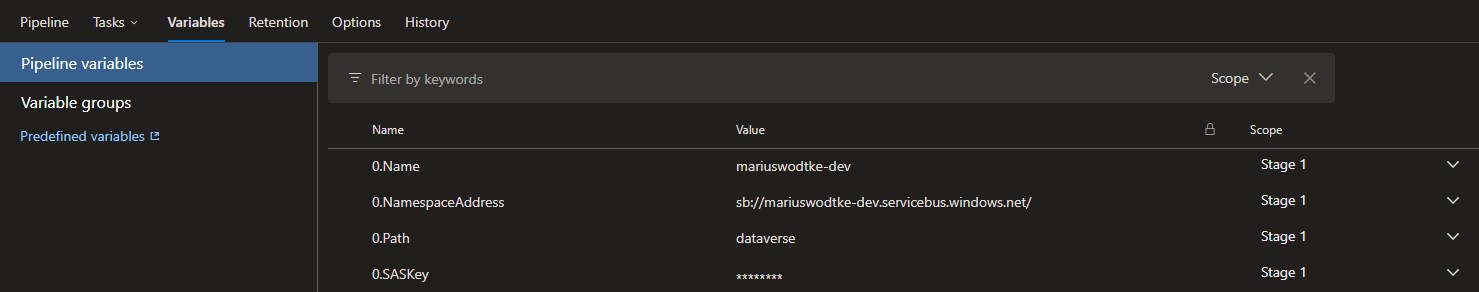 Pipeline Tasks Variables Retention Options History
Pipeline variables
Variable groups
Predefined variables
Filter by keywords Scope
Name Value Scope
0.Name mariuswodtke-dev Stage 1
0.NamespaceAddress sb://mariuswodtke-dev.servicebus.windows.net/ Stage 1
0.Path dataverse Stage 1
0.SASKey ******** Stage 1